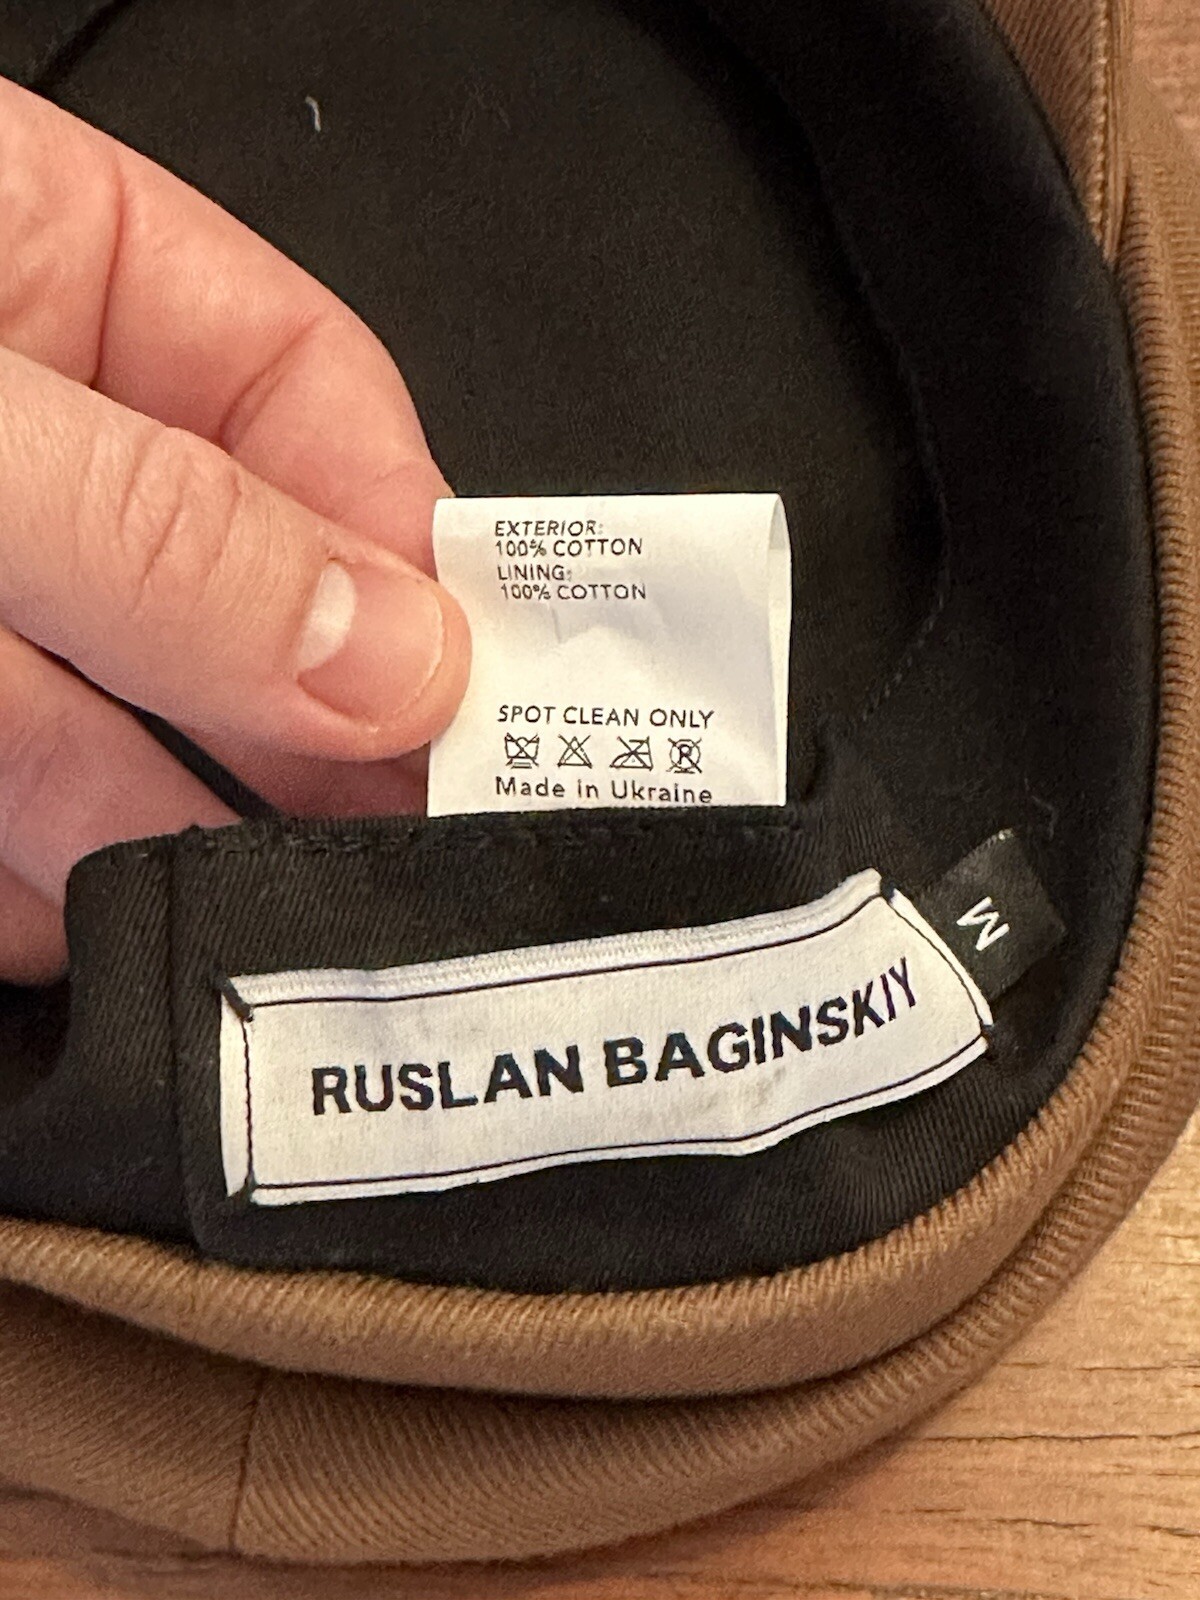 EXTERIOR:
100% COTTON
LINING:
100% COTTON
SPOT CLEAN ONLY
R
Made in Ukraine
M
RUSLAN BAGINSKIY